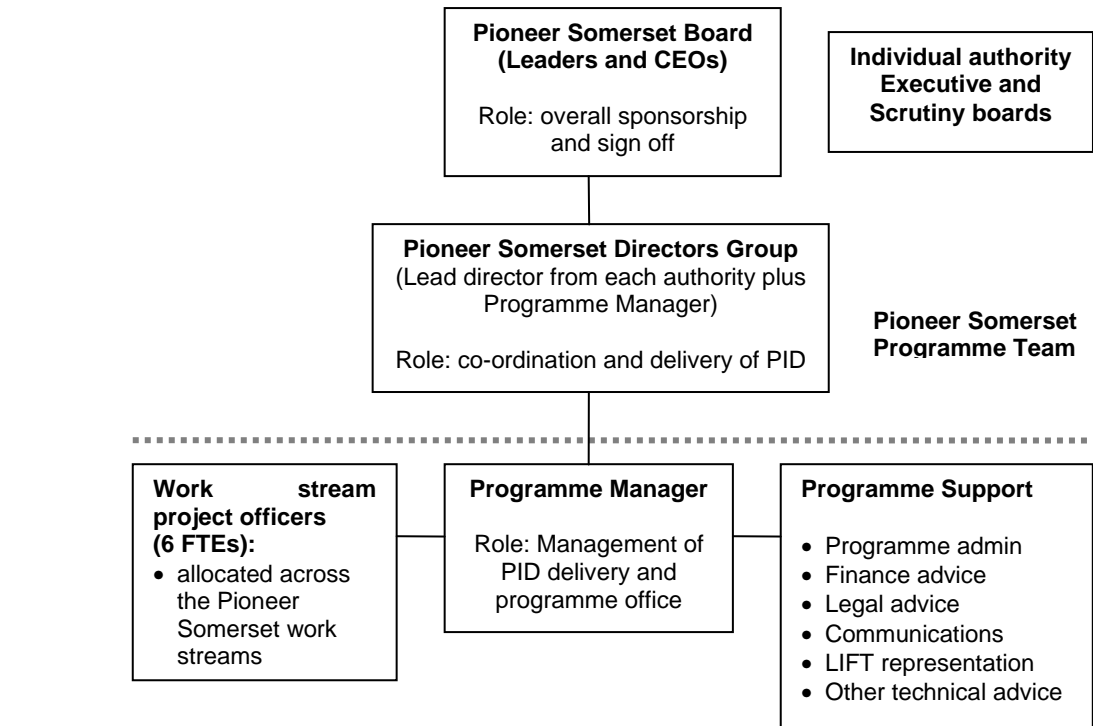 Pioneer Somerset Board
(Leaders and CEOs)
Role: overall sponsorship
and sign off
Individual authority
Executive and
Scrutiny boards
Pioneer Somerset Directors Group
(Lead director from each authority plus
Programme Manager)
Role: co-ordination and delivery of PID
Pioneer Somerset
Programme Team
Work stream
project officers
(6 FTEs):
• allocated across
the Pioneer
Somerset work
streams
Programme Manager
Role: Management of
PID delivery and
programme office
Programme Support
• Programme admin
• Finance advice
• Legal advice
• Communications
• LIFT representation
• Other technical advice